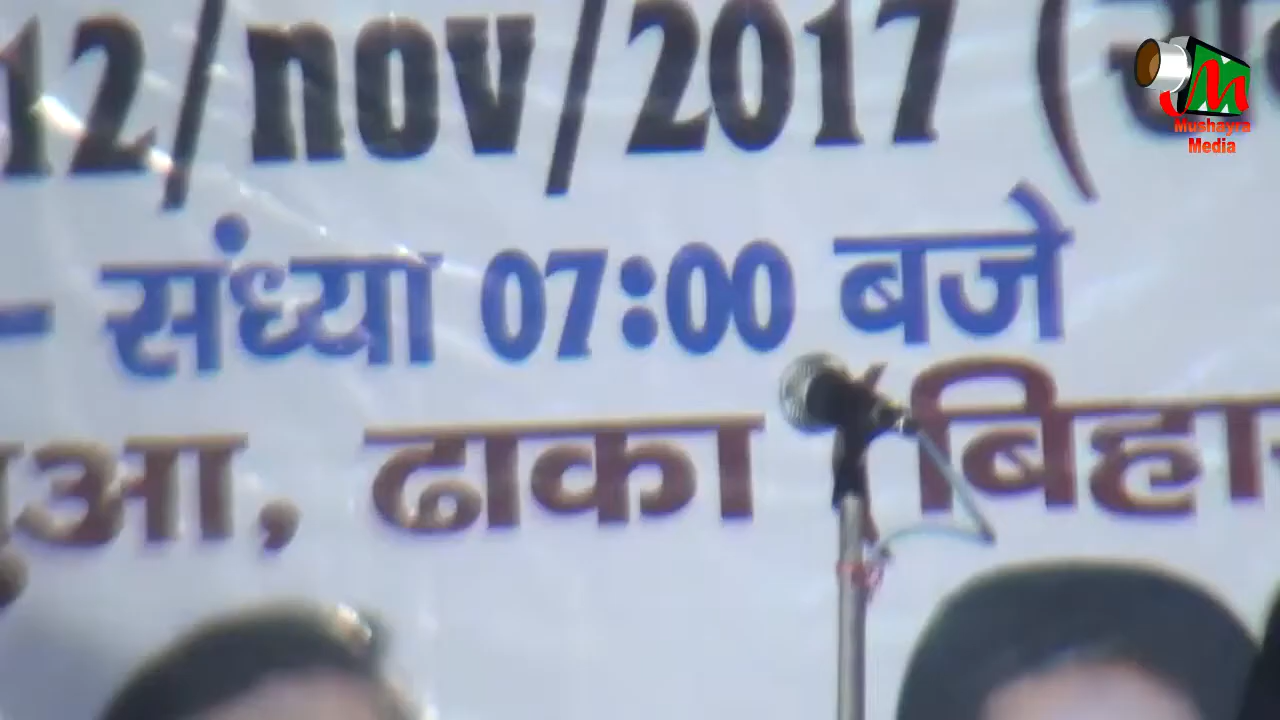 12/nov/2017 (
- संध्या 07:00 बजे
ढाका बिहार
Mushayra
Media